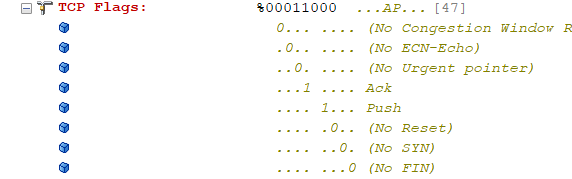 TCP Flags: %00011000 ...AP... [47]
0... .... (No Congestion Window R
.0.. .... (No ECN-Echo)
..0. .... (No Urgent pointer)
...1 .... Ack
.... 1... Push
.... .0.. (No Reset)
.... ..0. (No SYN)
.... ...0 (No FIN)